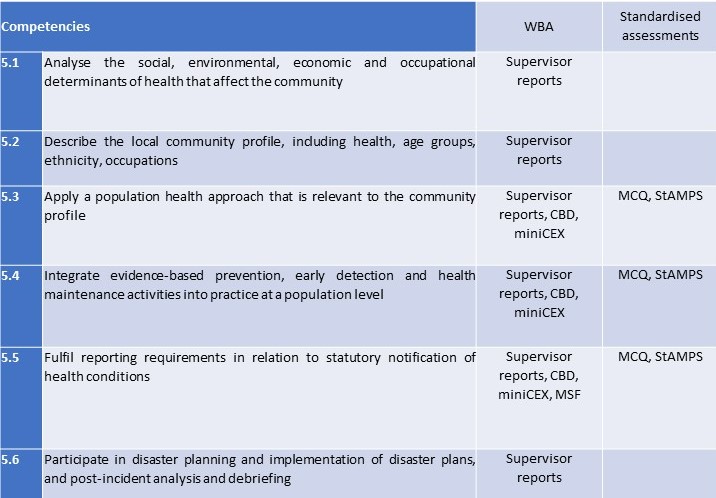 Competencies
WBA
Standardised
assessments
5.1
Analyse the social, environmental, economic and occupational
determinants of health that affect the community
Supervisor
reports
5.2
Describe the local community profile, including health, age groups,
ethnicity, occupations
Supervisor
reports
5.3
Apply a population health approach that is relevant to the community
profile
Supervisor
reports, CBD,
miniCEX
MCQ, StAMPS
5.4
Integrate evidence-based prevention, early detection and health
maintenance activities into practice at a population level
Supervisor
reports, CBD,
miniCEX
MCQ, StAMPS
5.5
Fulfil reporting requirements in relation to statutory notification of
health conditions
Supervisor
reports, CBD,
miniCEX, MSF
MCQ, StAMPS
5.6
Participate in disaster planning and implementation of disaster plans,
and post-incident analysis and debriefing
Supervisor
reports